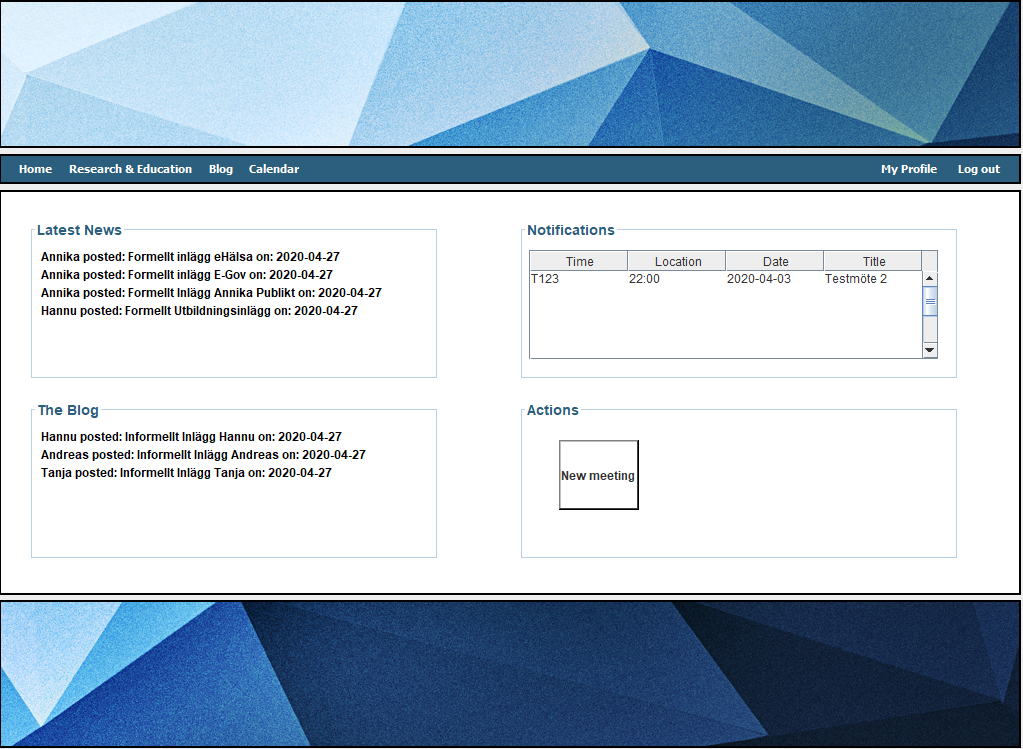 Home Research & Education Blog Calendar My Profile Log out
Latest News
Annika posted: Formellt inlägg eHälsa on: 2020-04-27
Annika posted: Formellt inlägg E-Gov on: 2020-04-27
Annika posted: Formellt Inlägg Annika Publikt on: 2020-04-27
Hannu posted: Formellt Utbildningsinlägg on: 2020-04-27
Notifications
Time Location Date Title
T123 22:00 2020-04-03 Testmöte 2
The Blog
Hannu posted: Informellt Inlägg Hannu on: 2020-04-27
Andreas posted: Informellt Inlägg Andreas on: 2020-04-27
Tanja posted: Informellt Inlägg Tanja on: 2020-04-27
Actions
New meeting